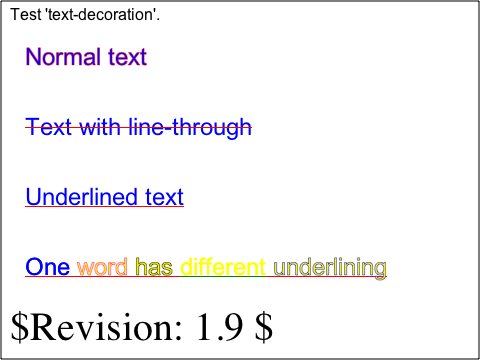 Test 'text-decoration'.
Normal text
Text with line-through
Underlined text
One word has different underlining
$Revision: 1.9 $